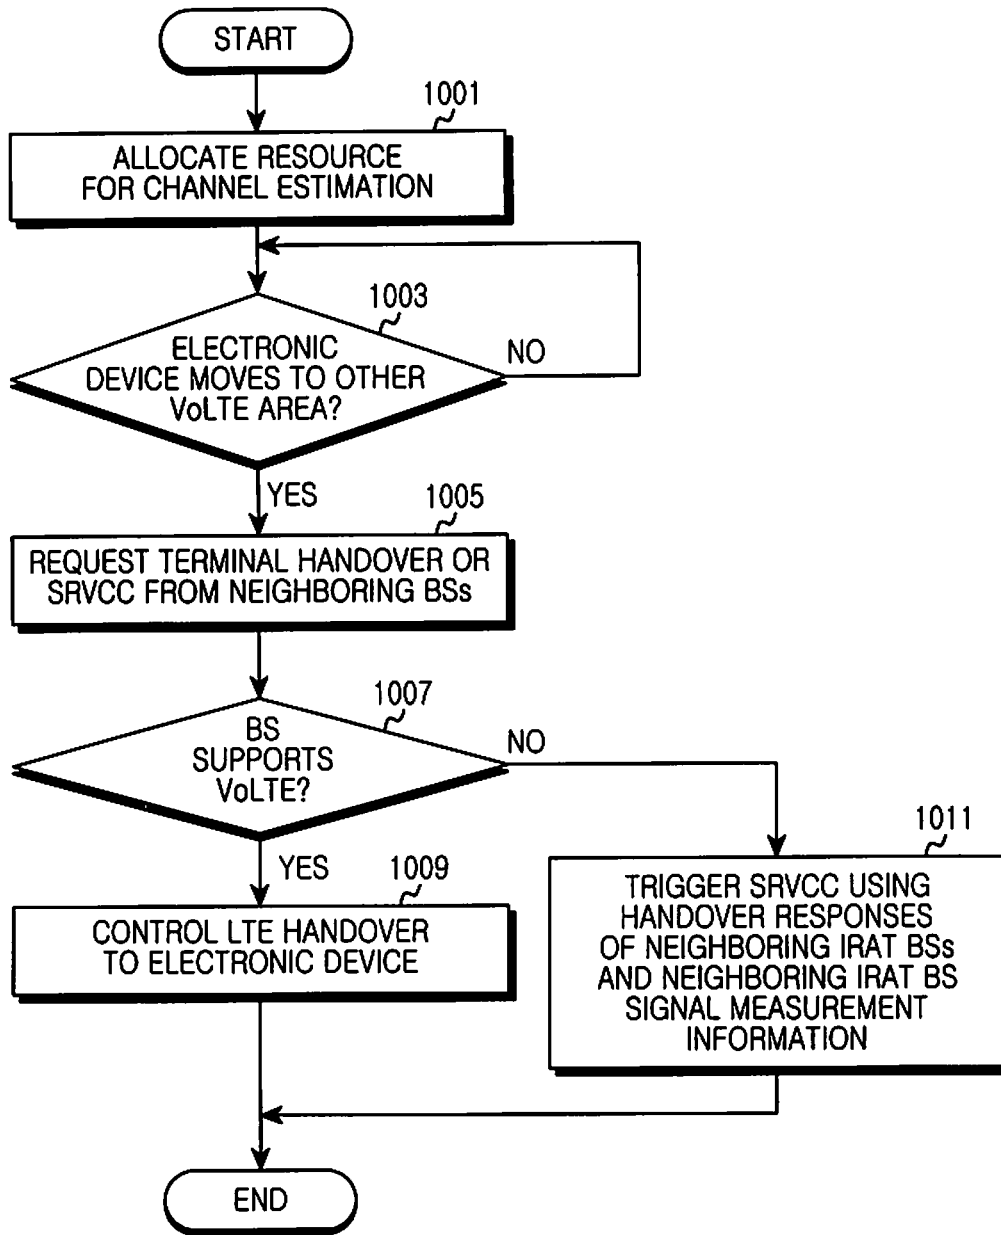 START
1001
ALLOCATE RESOURCE
FOR CHANNEL ESTIMATION
1003
ELECTRONIC
DEVICE MOVES TO OTHER
VoLTE AREA?
NO
YES
1005
REQUEST TERMINAL HANDOVER OR
SRVCC FROM NEIGHBORING BSs
1007
BS
SUPPORTS
VoLTE?
NO
YES
1009
CONTROL LTE HANDOVER
TO ELECTRONIC DEVICE
1011
TRIGGER SRVCC USING
HANDOVER RESPONSES
OF NEIGHBORING IRAT BSs
AND NEIGHBORING IRAT BS
SIGNAL MEASUREMENT
INFORMATION
END